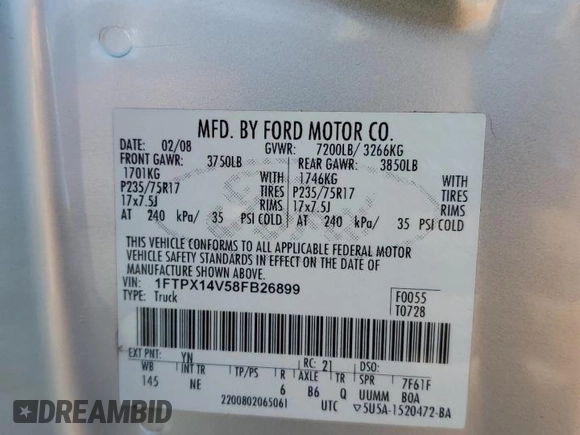 MFD. BY FORD MOTOR CO.
DATE: 02/08 GVWR: 7200LB/ 3266KG
FRONT GAWR: 3750LB REAR GAWR: 3850LB
1701KG WITH 1746KG WITH
P235/75R17 TIRES P235/75R17 TIRES
17x7.5J RIMS 17x7.5J RIMS
AT 240 kPa/ 35 PSI COLD AT 240 kPa/ 35 PSI COLD
THIS VEHICLE CONFORMS TO ALL APPLICABLE FEDERAL MOTOR
VEHICLE SAFETY STANDARDS IN EFFECT ON THE DATE OF
MANUFACTURE SHOWN ABOVE.
VIN: 1FTPX14V58FB26899 F0055
TYPE: Truck T0728
EXT PNT: YN RC: 21 DSO:
WB INT TR TP/PS R AXLE TR SPR 7F61F
145 NE 6 B6 Q UUMM BOA
2200802065061 UTC ▽5U5A-1520472-BA
DREAMBID
DREAMBID